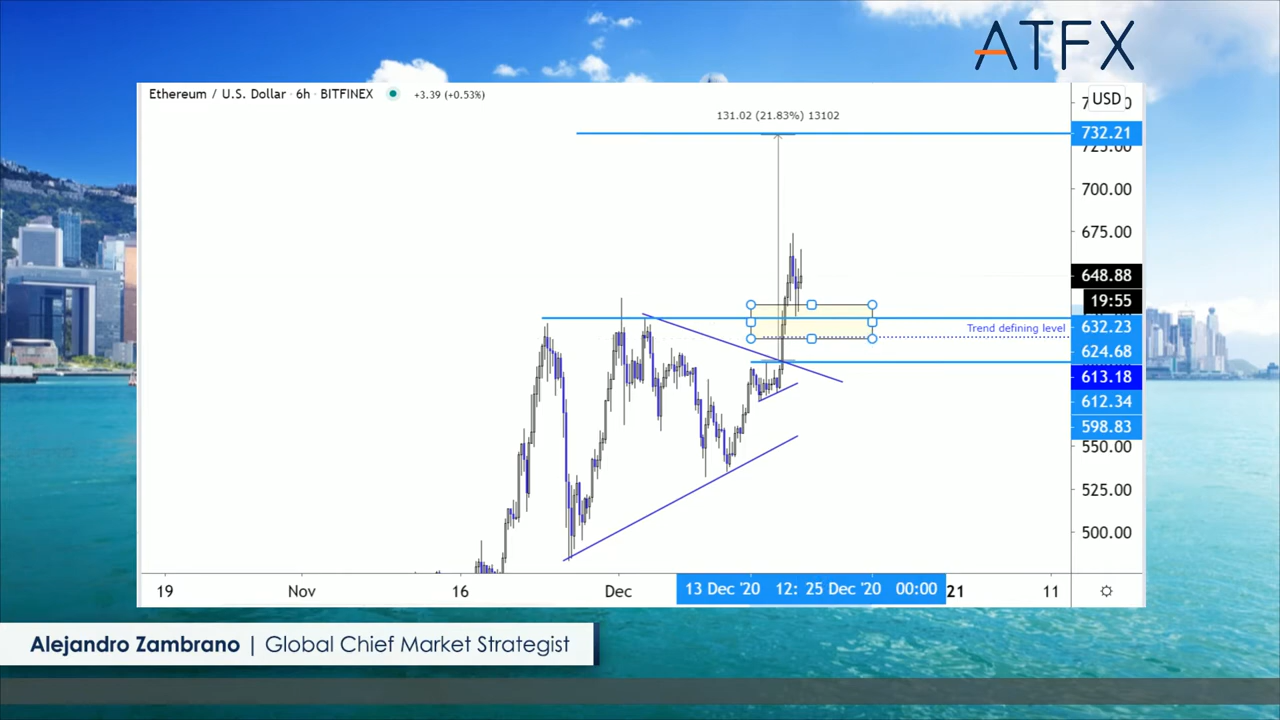 ATFX
Ethereum / U.S. Dollar · 6h · BITFINEX +3.39 (+0.53%)
USD
131.02 (21.83%) 13102
732.21
725.00
700.00
675.00
648.88
19:55
Trend defining level
632.23
624.68
613.18
612.34
598.83
550.00
525.00
500.00
19 Nov 16 Dec 13 Dec '20 12: 25 Dec '20 00:00 21 11
Alejandro Zambrano | Global Chief Market Strategist